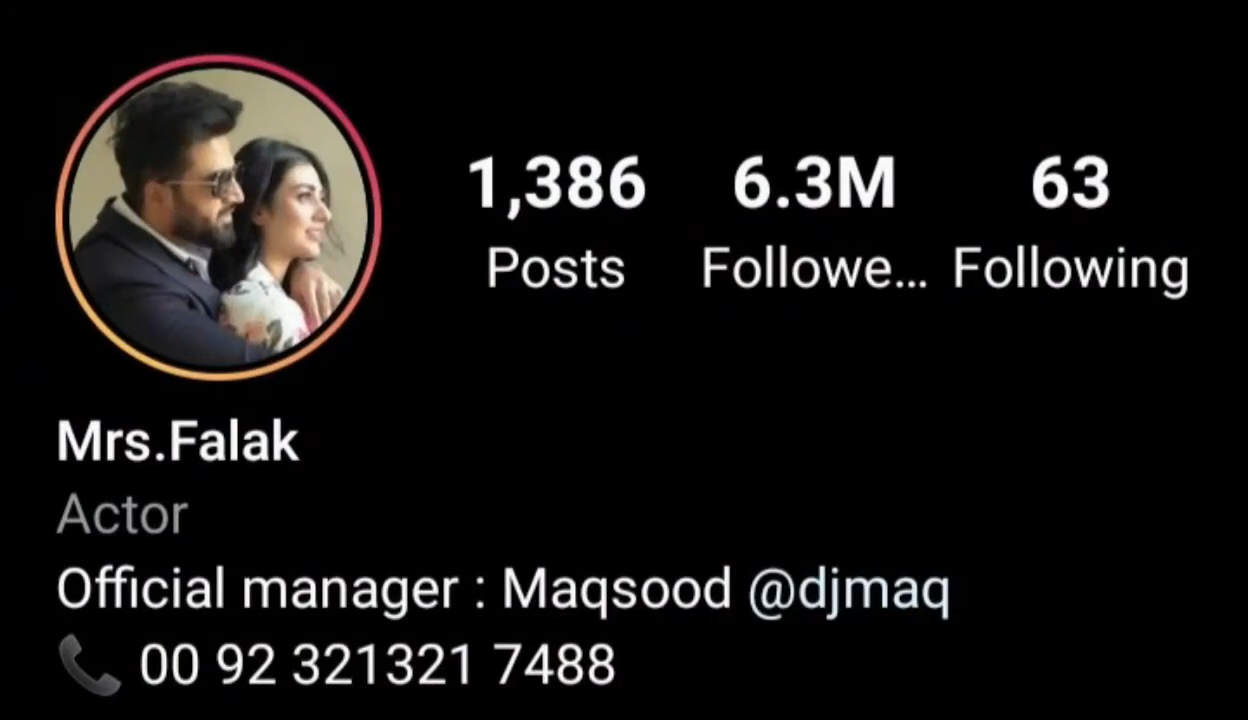 1,386 6.3M 63
Posts Followe... Following
Mrs.Falak
Actor
Official manager : Maqsood @djmaq
📞 00 92 321321 7488